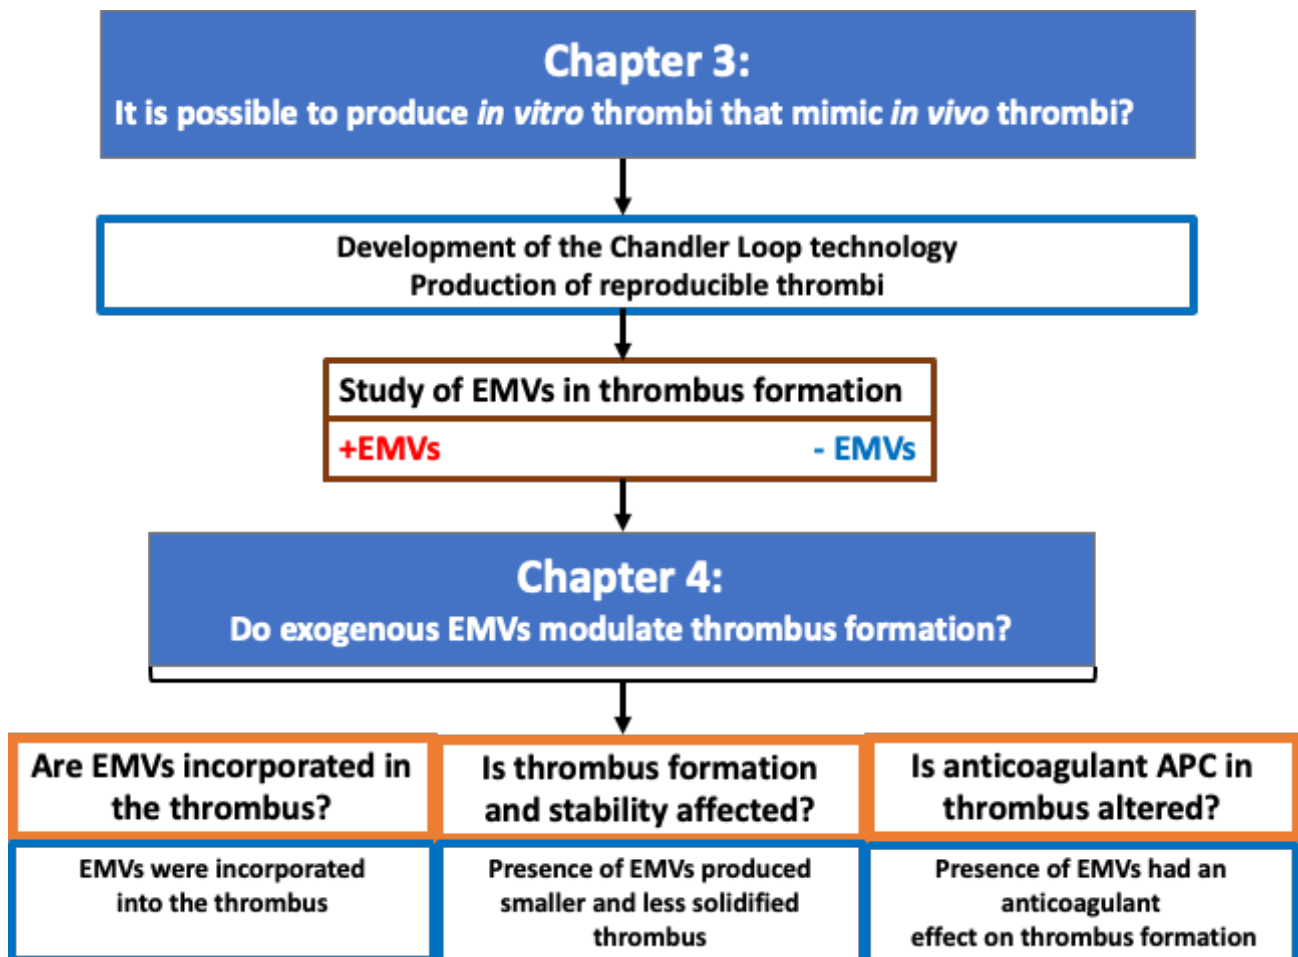 Chapter 3:
It is possible to produce in vitro thrombi that mimic in vivo thrombi?
Development of the Chandler Loop technology
Production of reproducible thrombi
Study of EMVs in thrombus formation
+EMVs - EMVs
Chapter 4:
Do exogenous EMVs modulate thrombus formation?
Are EMVs incorporated in
the thrombus?
Is thrombus formation
and stability affected?
Is anticoagulant APC in
thrombus altered?
EMVs were incorporated
into the thrombus
Presence of EMVs produced
smaller and less solidified
thrombus
Presence of EMVs had an
anticoagulant
effect on thrombus formation